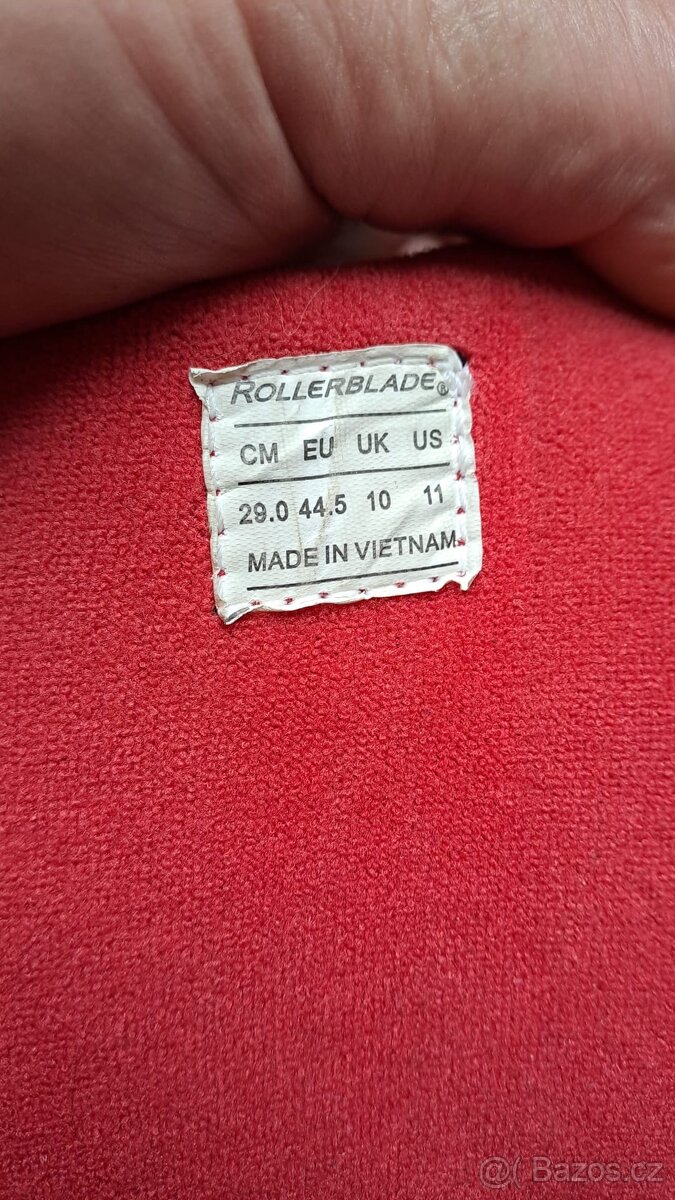 ROLLERBLADE®
CM EU UK US
29.0 44.5 10 11
MADE IN VIETNAM
@( Bazos.cz